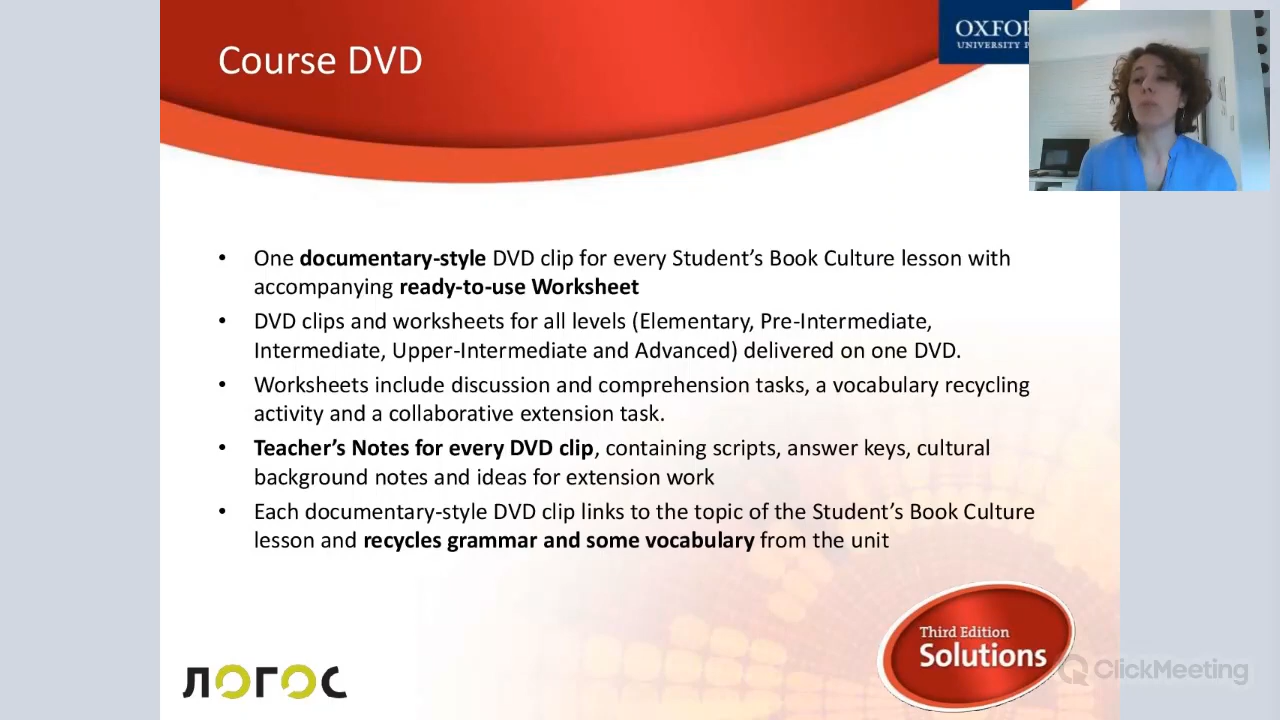 Course DVD
OXFO
UNIVERSITY P
• One documentary-style DVD clip for every Student’s Book Culture lesson with
accompanying ready-to-use Worksheet
• DVD clips and worksheets for all levels (Elementary, Pre-Intermediate,
Intermediate, Upper-Intermediate and Advanced) delivered on one DVD.
• Worksheets include discussion and comprehension tasks, a vocabulary recycling
activity and a collaborative extension task.
• Teacher’s Notes for every DVD clip, containing scripts, answer keys, cultural
background notes and ideas for extension work
• Each documentary-style DVD clip links to the topic of the Student’s Book Culture
lesson and recycles grammar and some vocabulary from the unit
Third Edition
Solutions
ClickMeeting
логос